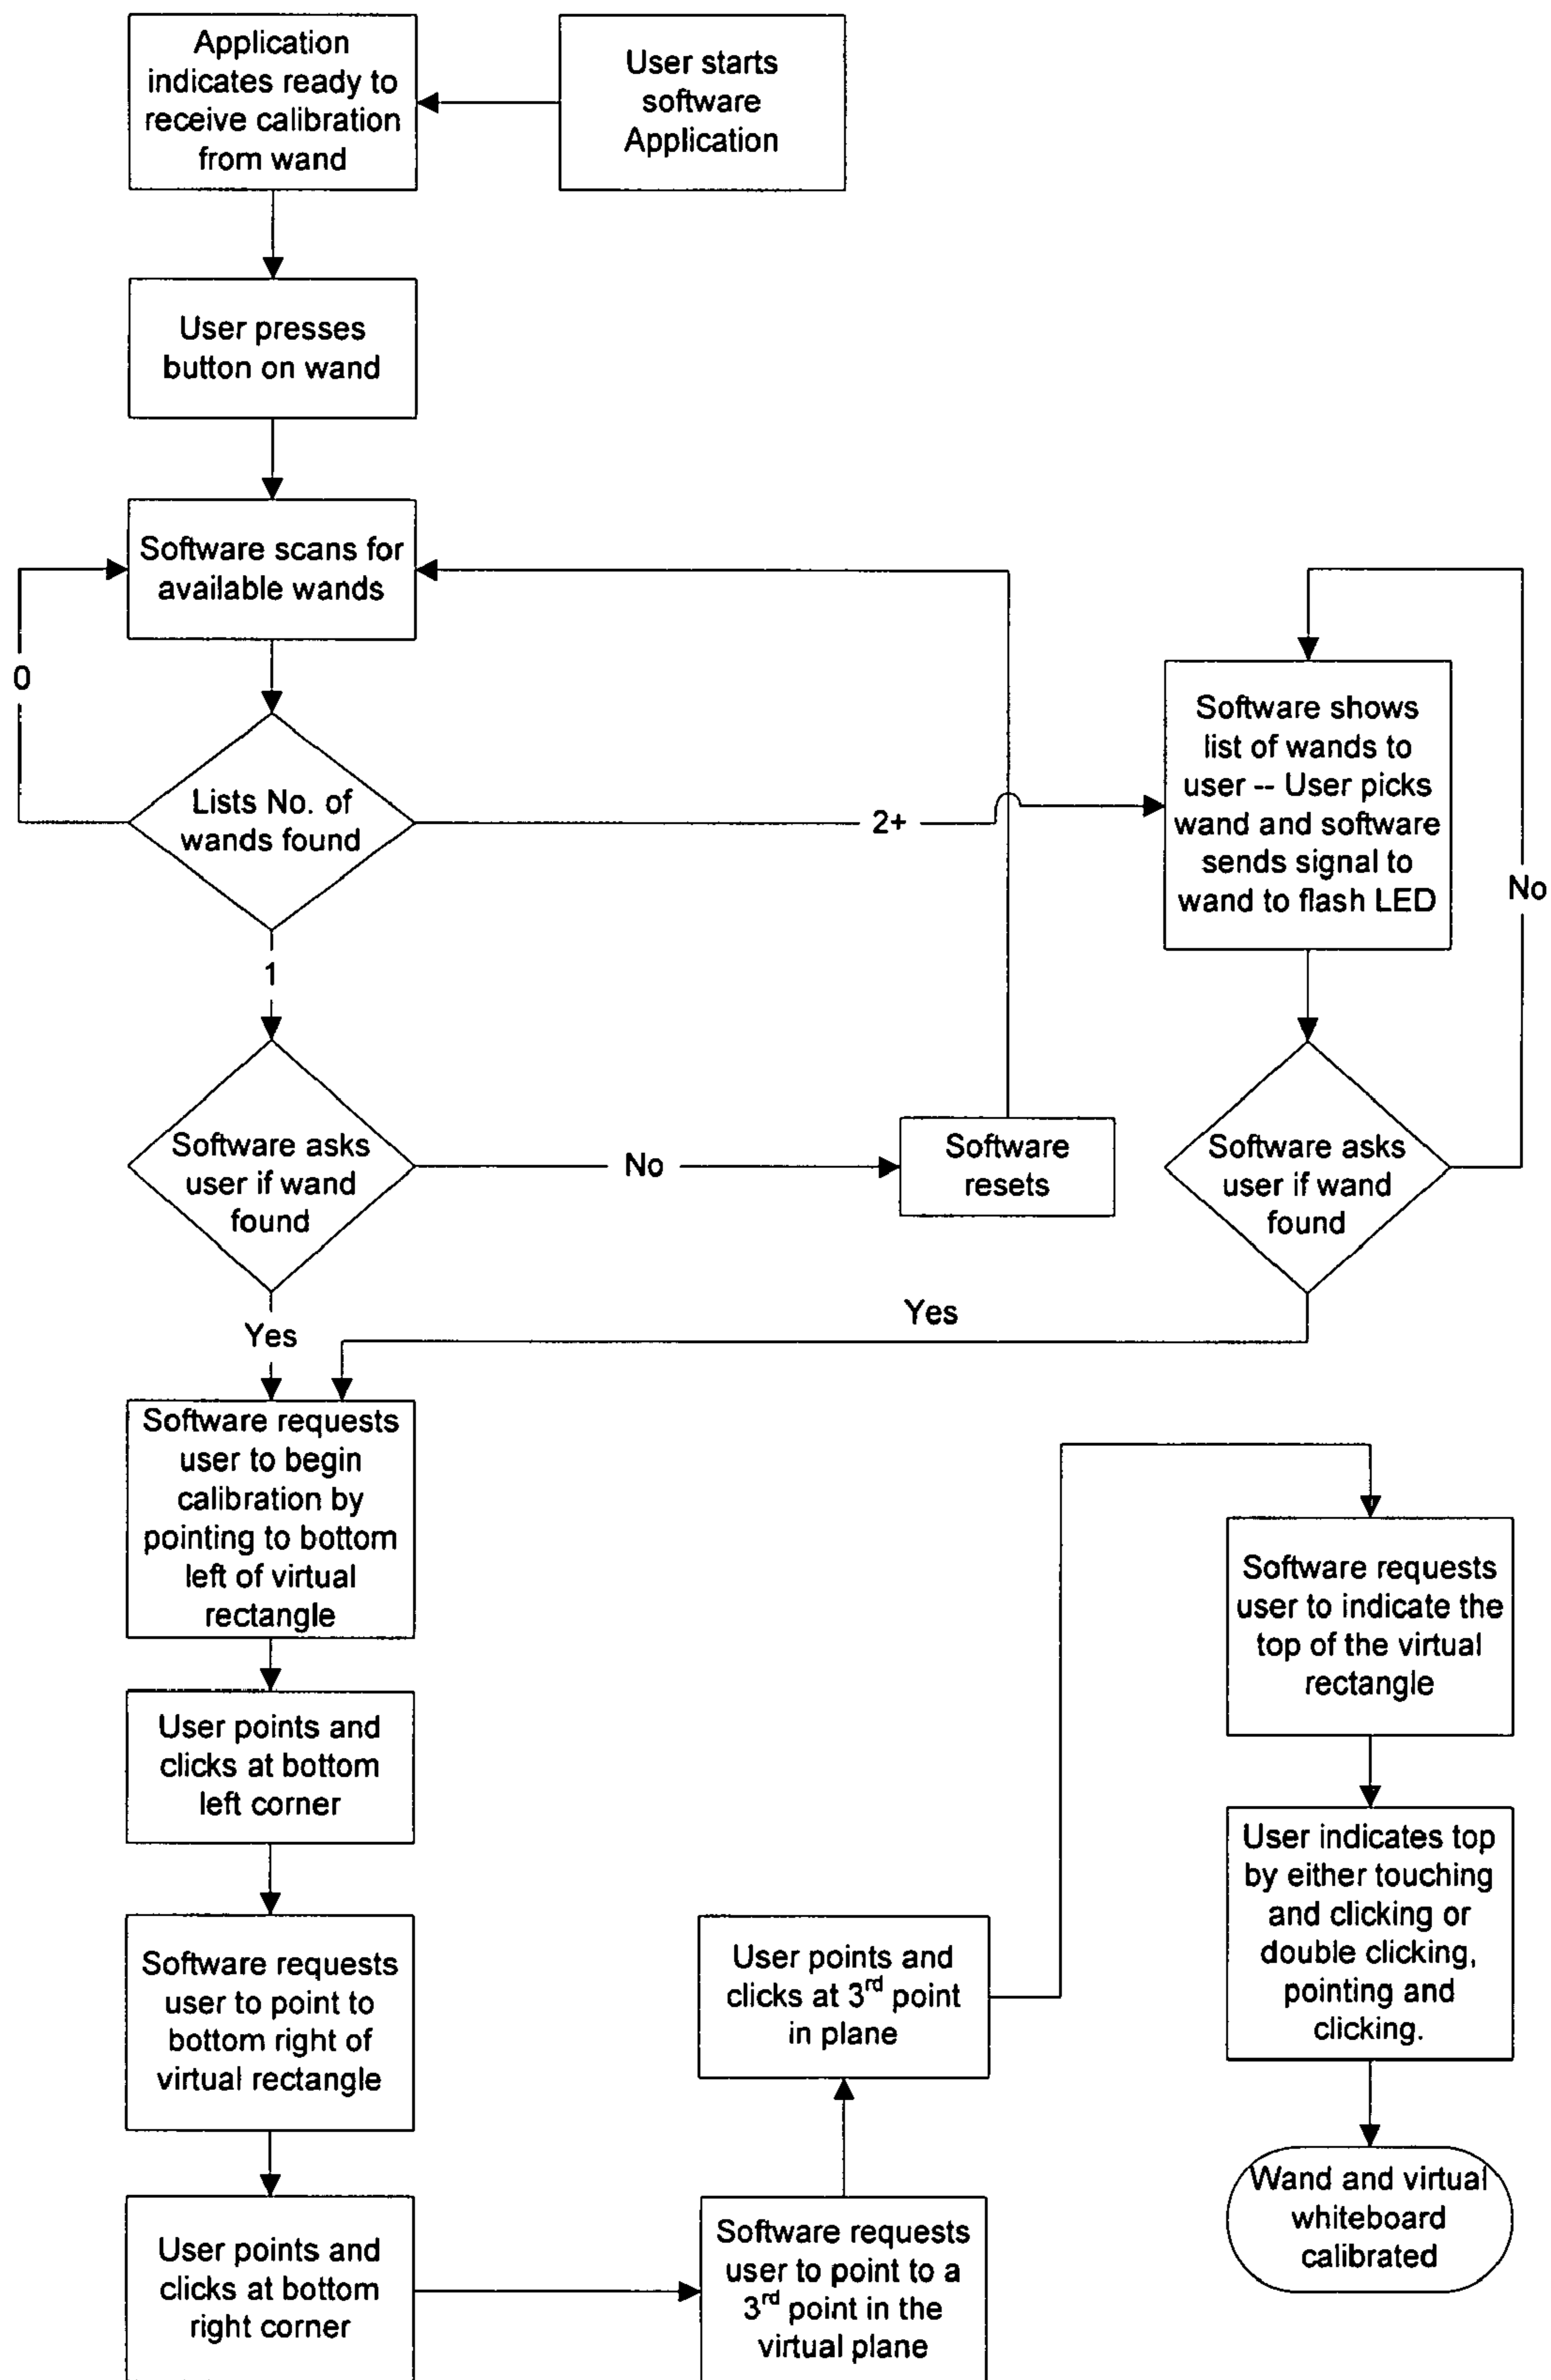 User starts
software
Application
Application
indicates ready to
receive calibration
from wand
User presses
button on wand
Software scans for
available wands
0
Lists No. of
wands found
2+
Software shows
list of wands to
user -- User picks
wand and software
sends signal to
wand to flash LED
No
1
Software asks
user if wand
found
No
Software
resets
Software asks
user if wand
found
Yes
Yes
Software requests
user to begin
calibration by
pointing to bottom
left of virtual
rectangle
User points and
clicks at bottom
left corner
Software requests
user to point to
bottom right of
virtual rectangle
User points and
clicks at bottom
right corner
Software requests
user to point to a
3rd point in the
virtual plane
User points and
clicks at 3rd point
in plane
Software requests
user to indicate the
top of the virtual
rectangle
User indicates top
by either touching
and clicking or
double clicking,
pointing and
clicking.
Wand and virtual
whiteboard
calibrated